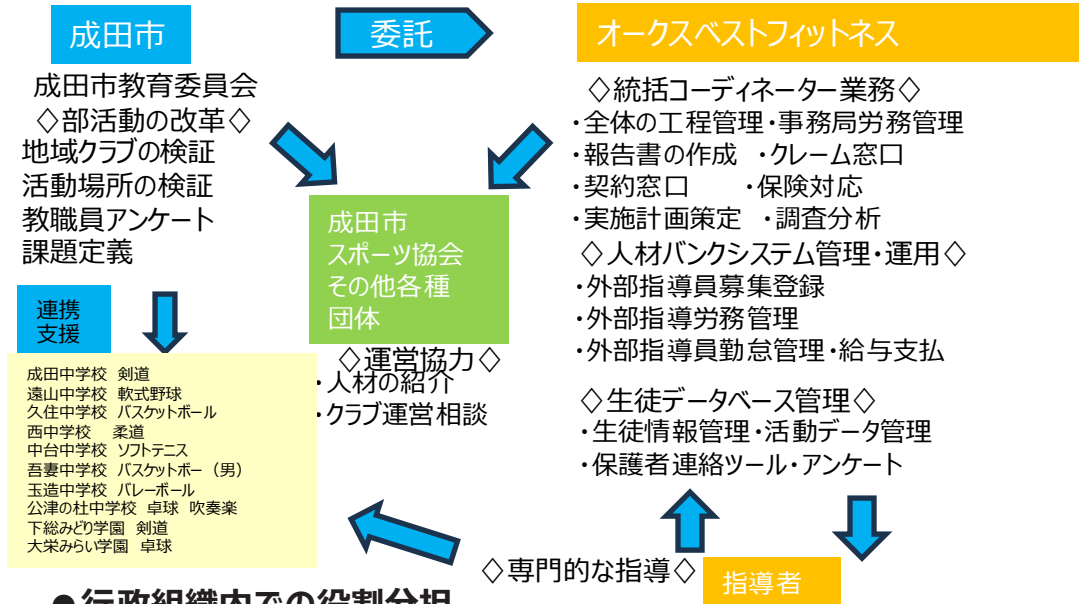 成田市
委託
オークスベストフィットネス
成田市教育委員会
◇部活動の改革◇
地域クラブの検証
活動場所の検証
教職員アンケート
課題定義
◇統括コーディネーター業務◇
・全体の工程管理・事務局労務管理
・報告書の作成 ・クレーム窓口
・契約窓口 ・保険対応
・実施計画策定 ・調査分析
◇人材バンクシステム管理・運用◇
・外部指導員募集登録
・外部指導労務管理
・外部指導員勤怠管理・給与支払
◇生徒データベース管理◇
・生徒情報管理・活動データ管理
・保護者連絡ツール・アンケート
成田市
スポーツ協会
その他各種
団体
◇運営協力◇
・人材の紹介
・クラブ運営相談
連携
支援
成田中学校 剣道
遠山中学校 軟式野球
久住中学校 バスケットボール
西中学校 柔道
中台中学校 ソフトテニス
吾妻中学校 バスケットボー（男）
玉造中学校 バレーボール
公津の杜中学校 卓球 吹奏楽
下総みどり学園 剣道
大栄みらい学園 卓球
◇専門的な指導◇
指導者
●行政組織内での役割分担